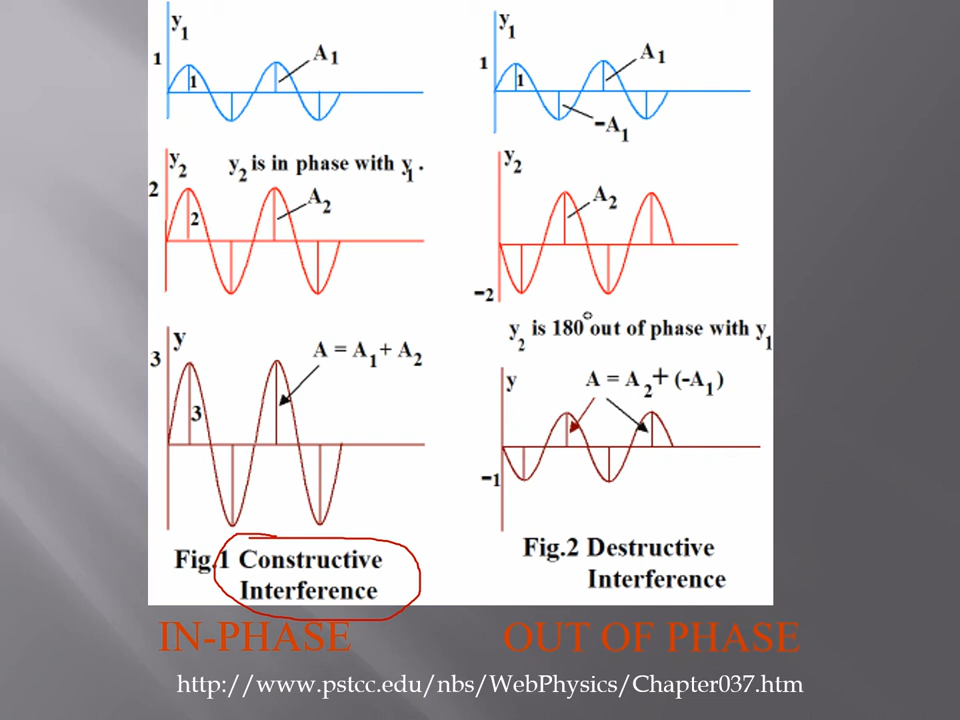 y1
1
1
A1
y2
y2 is in phase with y1.
2
2
A2
y
3
3
A = A1 + A2
Fig.1 Constructive
Interference
IN-PHASE
y1
1
1
A1
-A1
y2
A2
-2
y2 is 180° out of phase with y1
y
A = A2 + (-A1)
-1
Fig.2 Destructive
Interference
OUT OF PHASE
http://www.pstcc.edu/nbs/WebPhysics/Chapter037.htm